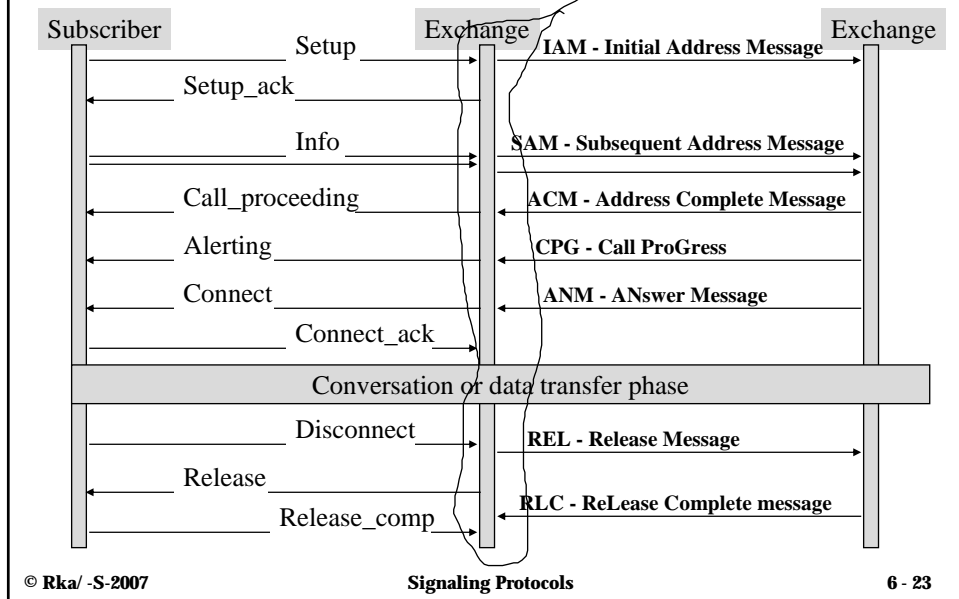 Subscriber Exchange Exchange
Setup IAM - Initial Address Message
Setup_ack
Info SAM - Subsequent Address Message
Call_proceeding ACM - Address Complete Message
Alerting CPG - Call ProGress
Connect ANM - ANswer Message
Connect_ack
Conversation or data transfer phase
Disconnect REL - Release Message
Release
RLC - ReLease Complete message
Release_comp
© Rka/ -S-2007 Signaling Protocols 6 - 23